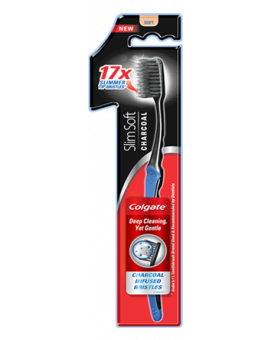 SOFT
NEW
17x
SLIMMER
TIP BRISTLES*
Slim Soft
CHARCOAL
Colgate
Deep Cleaning,
Yet Gentle
CHARCOAL
INFUSED
BRISTLES